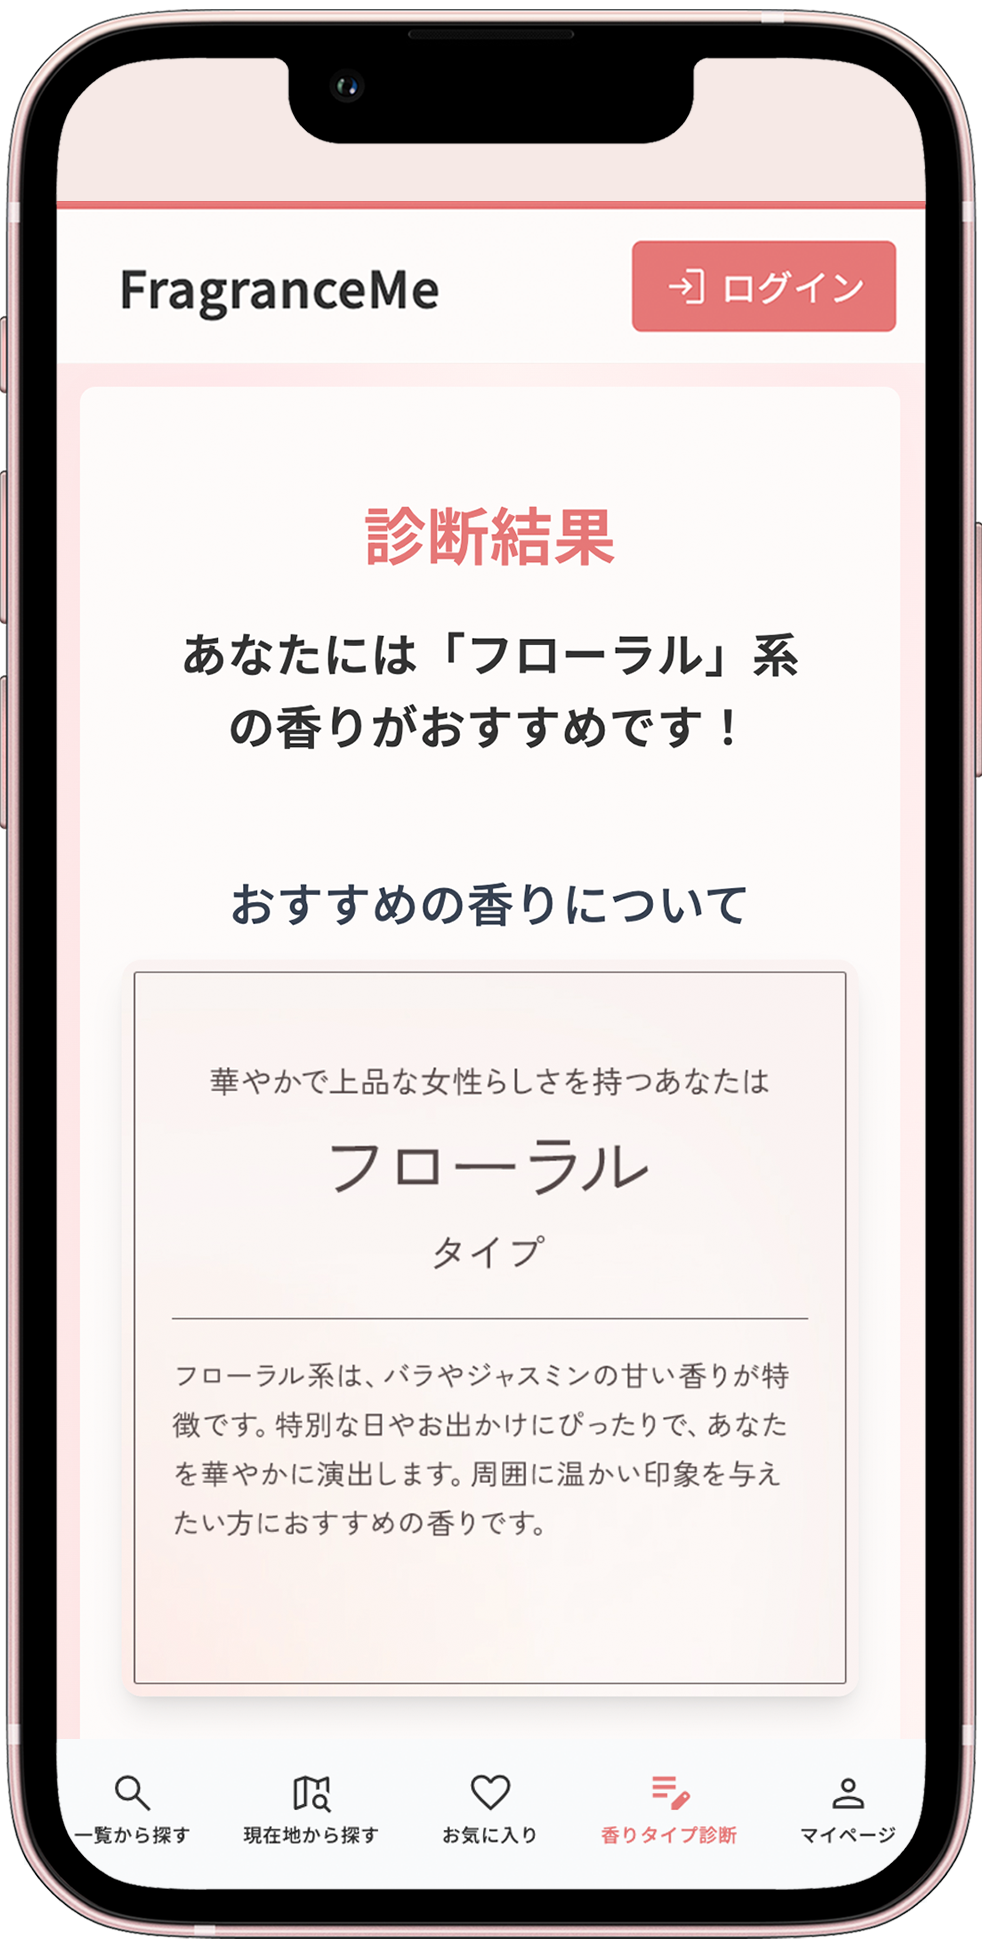 FragranceMe
ログイン
診断結果
あなたには「フローラル」系
の香りがおすすめです！
おすすめの香りについて
華やかで上品な女性らしさを持つあなたは
フローラル
タイプ
フローラル系は、バラやジャスミンの甘い香りが特
徴です。特別な日やお出かけにぴったりで、あなた
を華やかに演出します。周囲に温かい印象を与え
たい方におすすめの香りです。
一覧から探す
現在地から探す
お気に入り
香りタイプ診断
マイページ